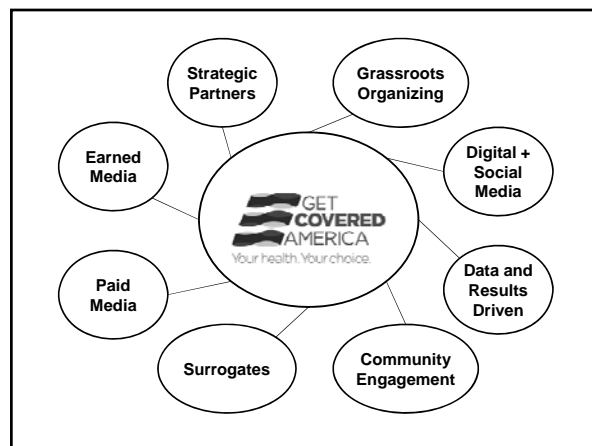 Strategic
Partners
Grassroots
Organizing
Earned
Media
Digital +
Social
Media
GET
COVERED
AMERICA
Your health. Your choice.
Paid
Media
Data and
Results
Driven
Surrogates
Community
Engagement